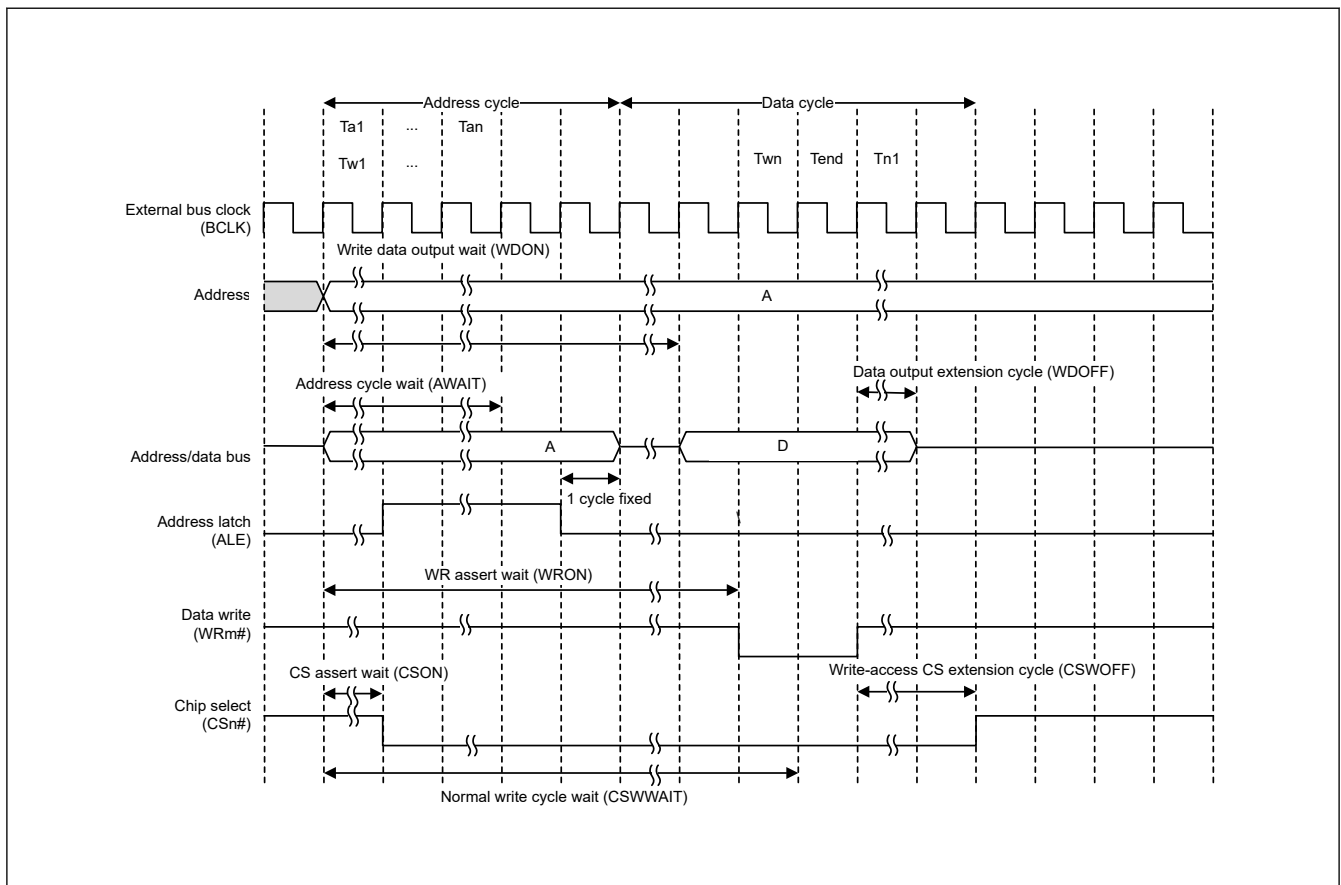 Address cycle
Data cycle
Ta1 ... Tan
Tw1 ... Twn Tend Tn1
External bus clock
(BCLK)
Write data output wait (WDON)
Address
A
Data output extension cycle (WDOFF)
Address cycle wait (AWAIT)
Address/data bus
A
D
1 cycle fixed
Address latch
(ALE)
WR assert wait (WRON)
Data write
(WRm#)
CS assert wait (CSON)
Write-access CS extension cycle (CSWOFF)
Chip select
(CSn#)
Normal write cycle wait (CSWWAIT)